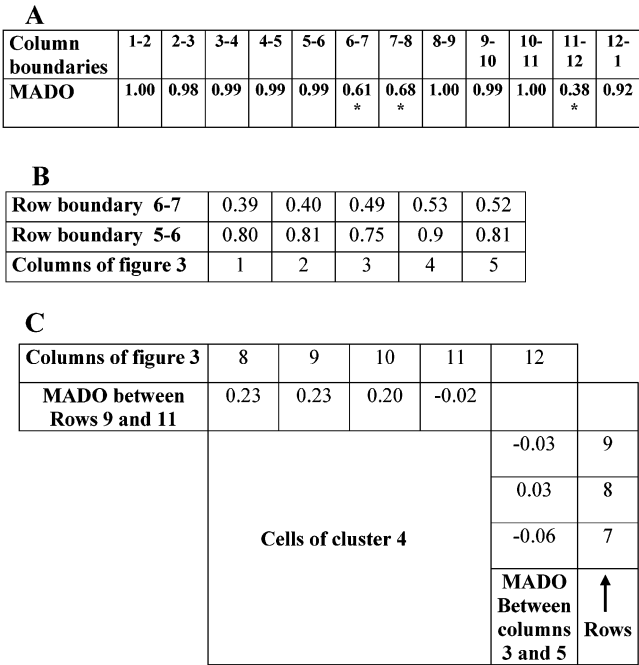 A
Column boundaries 1-2 2-3 3-4 4-5 5-6 6-7 7-8 8-9 9-10 10-11 11-12 12-1
MADO 1.00 0.98 0.99 0.99 0.99 0.61 * 0.68 * 1.00 0.99 1.00 0.38 * 0.92
B
Row boundary 6-7 0.39 0.40 0.49 0.53 0.52
Row boundary 5-6 0.80 0.81 0.75 0.9 0.81
Columns of figure 3 1 2 3 4 5
C
Columns of figure 3 8 9 10 11 12
MADO between
Rows 9 and 11 0.23 0.23 0.20 -0.02
-0.03 9
0.03 8
Cells of cluster 4
-0.06 7
MADO
Between
columns
3 and 5
Rows